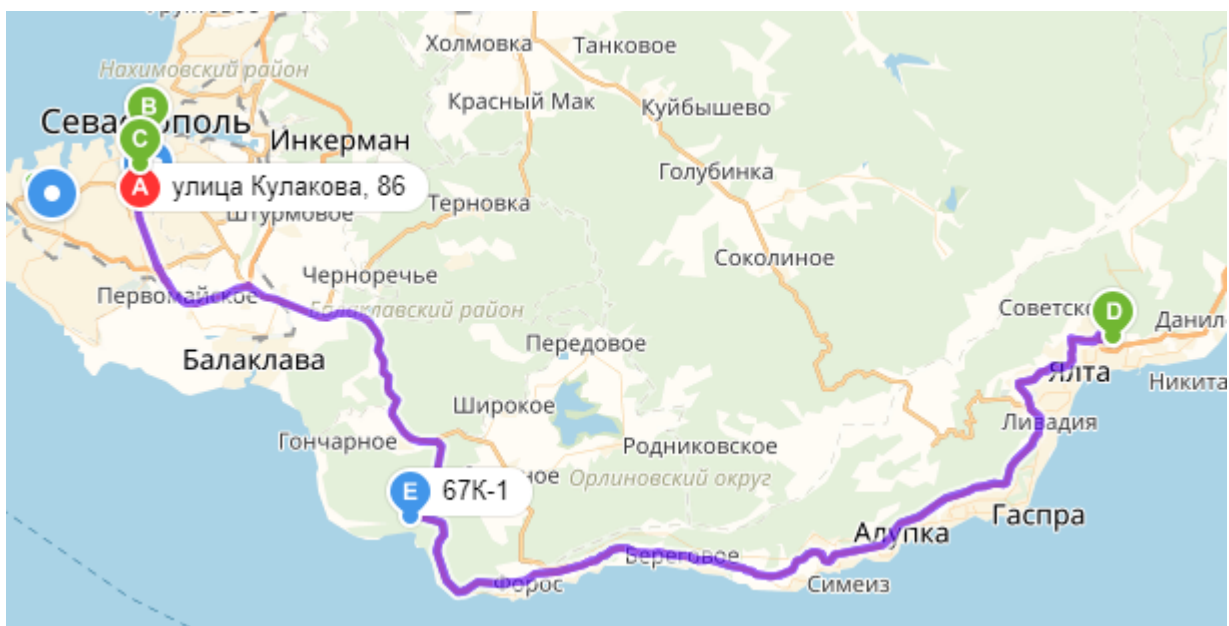 Холмовка
Танковое
Нахимовский район
Красный Мак
Куйбышево
B
Севастополь
Инкерман
C
A
улица Кулакова, 86
Голубинка
Терновка
Штурмовое
Соколиное
Черноречье
Первомайское
Балаклавский район
Советско
D
Данил
Передовое
Балаклава
Ялта
Никита
Широкое
Ливадия
Гончарное
Родниковское
E
67К-1
ное
Орлиновский округ
Гаспра
Алупка
Береговое
Форос
Симеиз